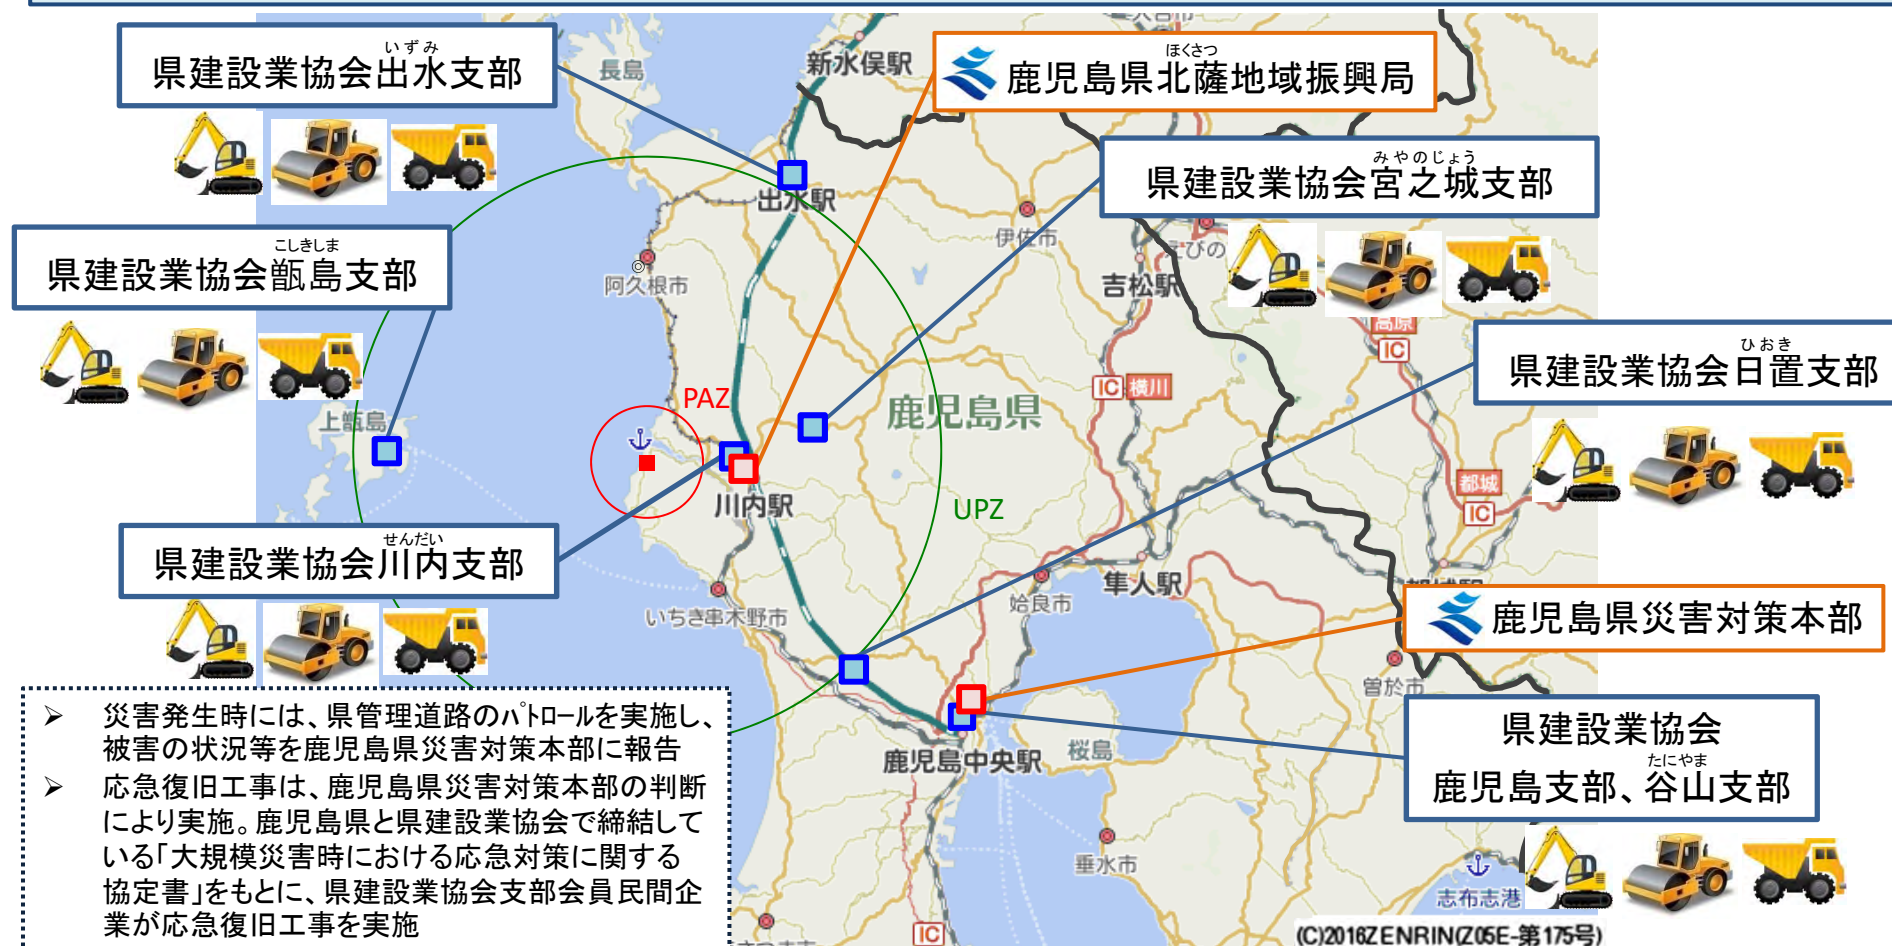 いずみ
県建設業協会出水支部
ほくさつ
鹿児島県北薩地域振興局
みやのじょう
県建設業協会宮之城支部
こしきしま
県建設業協会甑島支部
ひおき
県建設業協会日置支部
せんだい
県建設業協会川内支部
鹿児島県災害対策本部
県建設業協会
たにやま
鹿児島支部、谷山支部
長島
新水俣駅
出水駅
伊佐市
えびの
阿久根市
吉松駅
高原
IC
IC 横川
PAZ
鹿児島県
上甑島
都城
IC
川内駅
UPZ
隼人駅
姶良市
いちき串木野市
曽於市
鹿児島中央駅
桜島
垂水市
志布志港
IC
➢ 災害発生時には、県管理道路のパトロールを実施し、
被害の状況等を鹿児島県災害対策本部に報告
➢ 応急復旧工事は、鹿児島県災害対策本部の判断
により実施。鹿児島県と県建設業協会で締結して
いる「大規模災害時における応急対策に関する
協定書」をもとに、県建設業協会支部会員民間企
業が応急復旧工事を実施
(C)2016ZENRIN(Z05E-第175号)